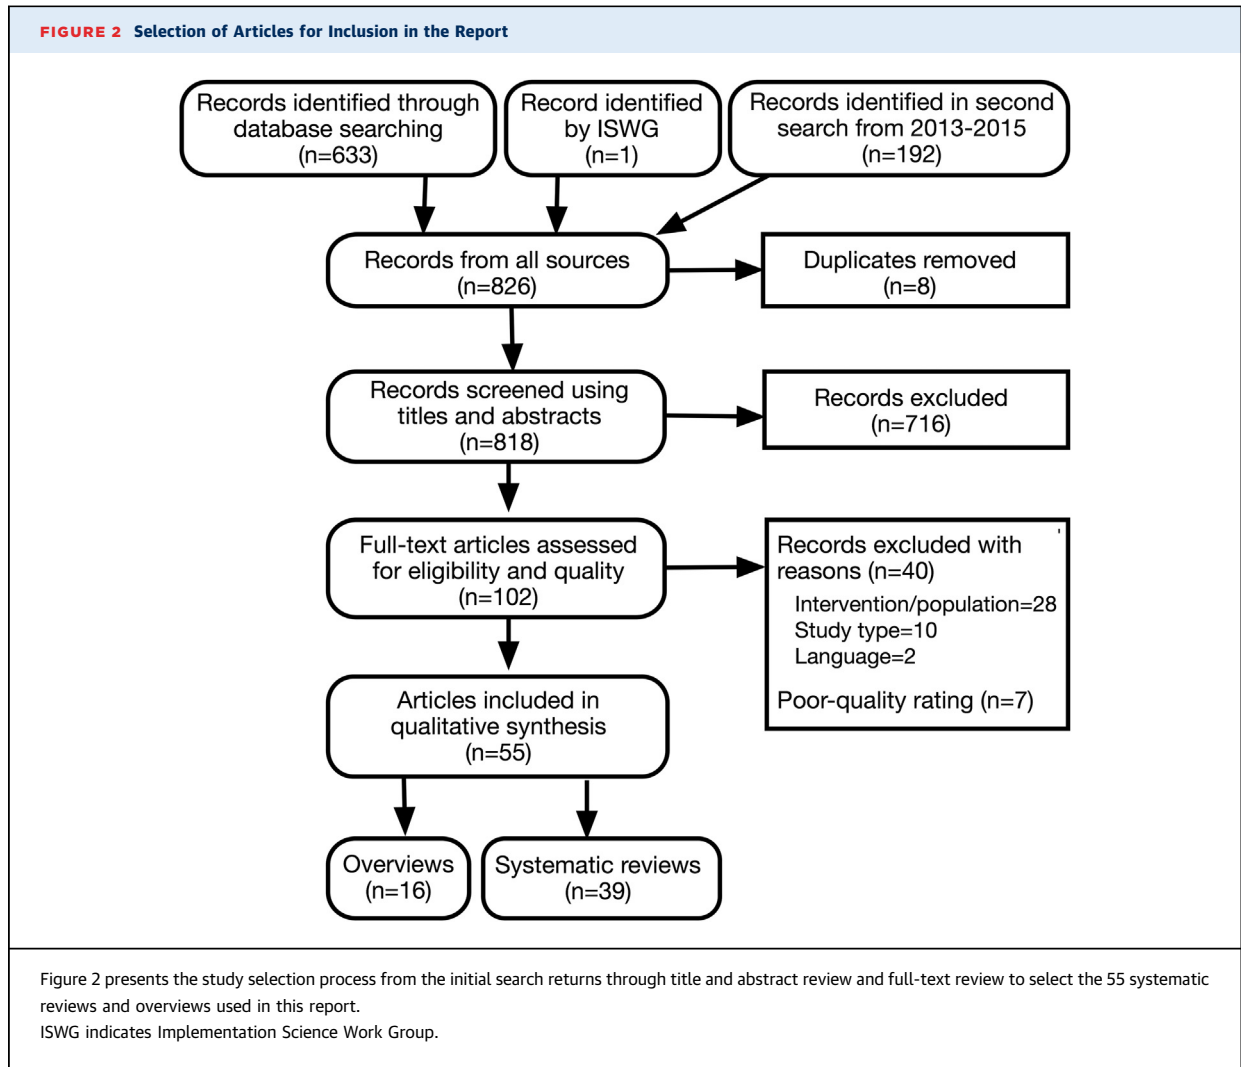 FIGURE 2 Selection of Articles for Inclusion in the Report
Records identified through
database searching
(n=633)
Record identified
by ISWG
(n=1)
Records identified in second
search from 2013-2015
(n=192)
Records from all sources
(n=826)
Duplicates removed
(n=8)
Records screened using
titles and abstracts
(n=818)
Records excluded
(n=716)
Full-text articles assessed
for eligibility and quality
(n=102)
Records excluded with
reasons (n=40)
Intervention/population=28
Study type=10
Language=2
Poor-quality rating (n=7)
Articles included in
qualitative synthesis
(n=55)
Overviews
(n=16)
Systematic reviews
(n=39)
Figure 2 presents the study selection process from the initial search returns through title and abstract review and full-text review to select the 55 systematic
reviews and overviews used in this report.
ISWG indicates Implementation Science Work Group.